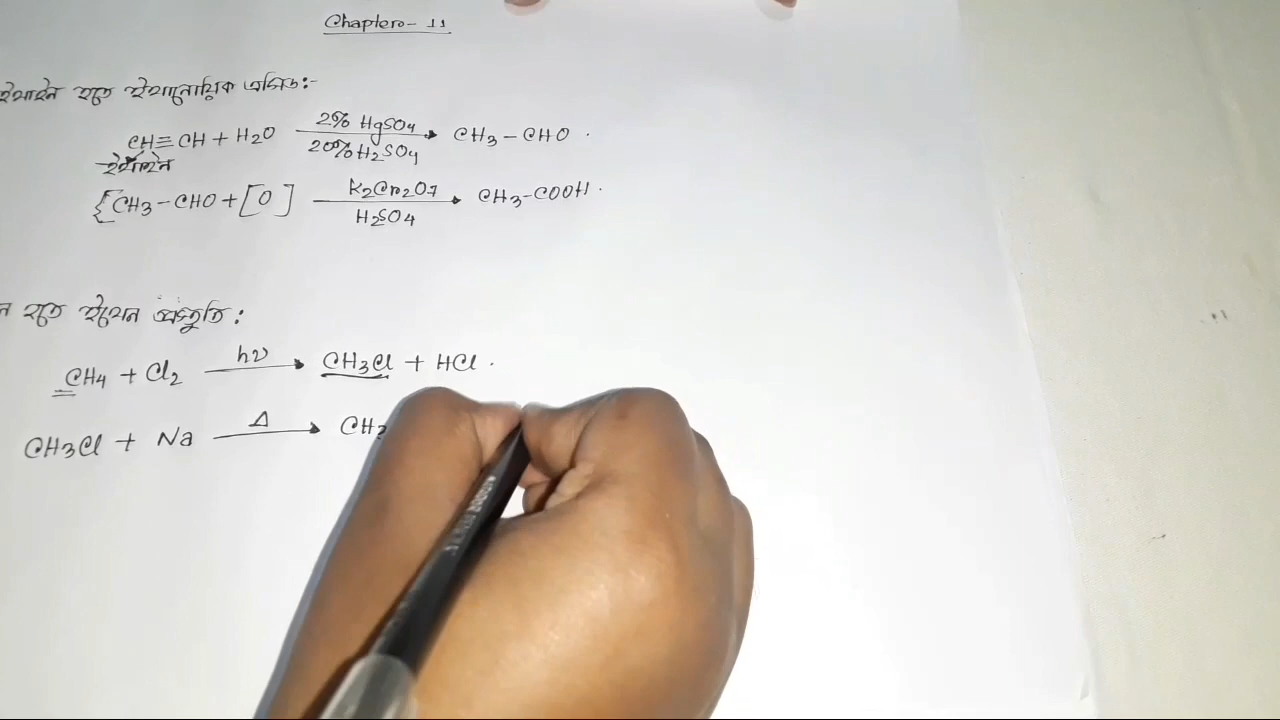 Chapter- 11
ইথাইন হতে ইথানোয়িক এসিড:-
CH≡CH + H2O 2% HgSO4 20% H2SO4 → CH3-CHO.
ইথাইন
{CH3-CHO + [O] K2Cr2O7 H2SO4 → CH3-COOH.
ন হতে ইথেন প্রস্তুতি:
CH4 + Cl2 hν → CH3Cl + HCl.
CH3Cl + Na Δ → CH3